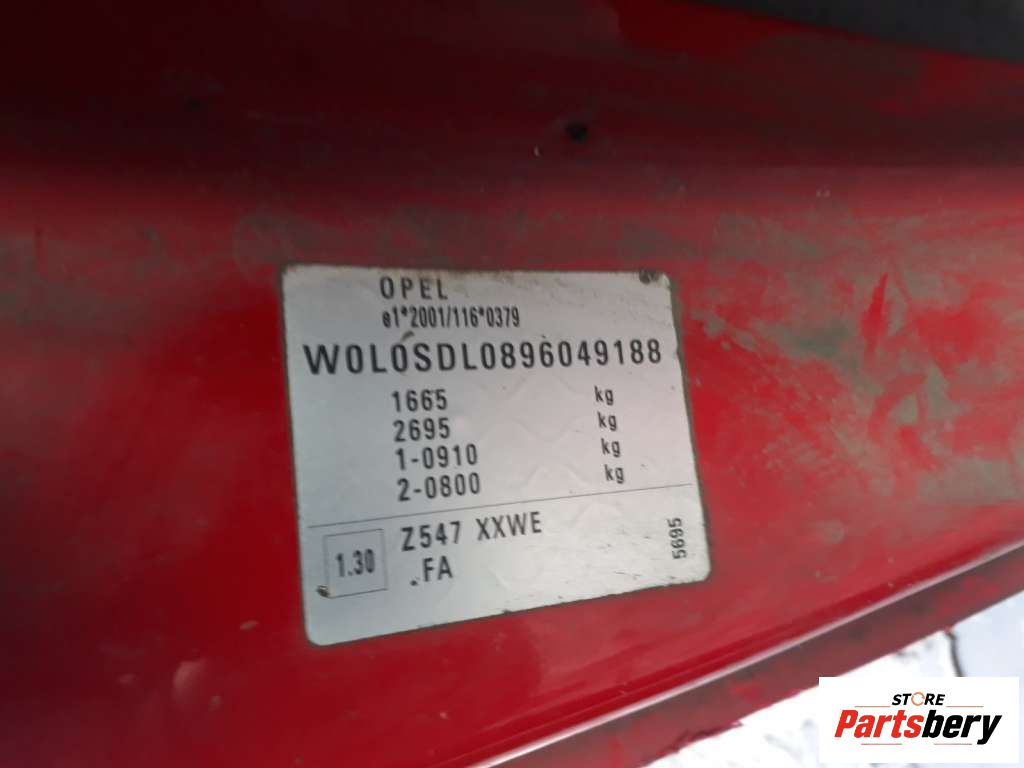 OPEL
e1*2001/116*0379
W0L0SDL0896049188
1665 kg
2695 kg
1-0910 kg
2-0800 kg
1.30 Z547 XXWE
.FA
5695
STORE
Partsbery